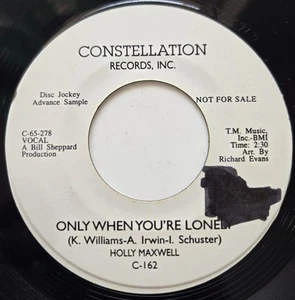 CONSTELLATION
RECORDS, INC.
Disc Jockey
Advance Sample
NOT FOR SALE
C-65-278
VOCAL
A Bill Sheppard
Production
T.M. Music,
Inc.-BMI
Time: 2:30
Arr. By
Richard Evans
ONLY WHEN YOU'RE LONELY
(K. Williams-A. Irwin-I. Schuster)
HOLLY MAXWELL
C-162